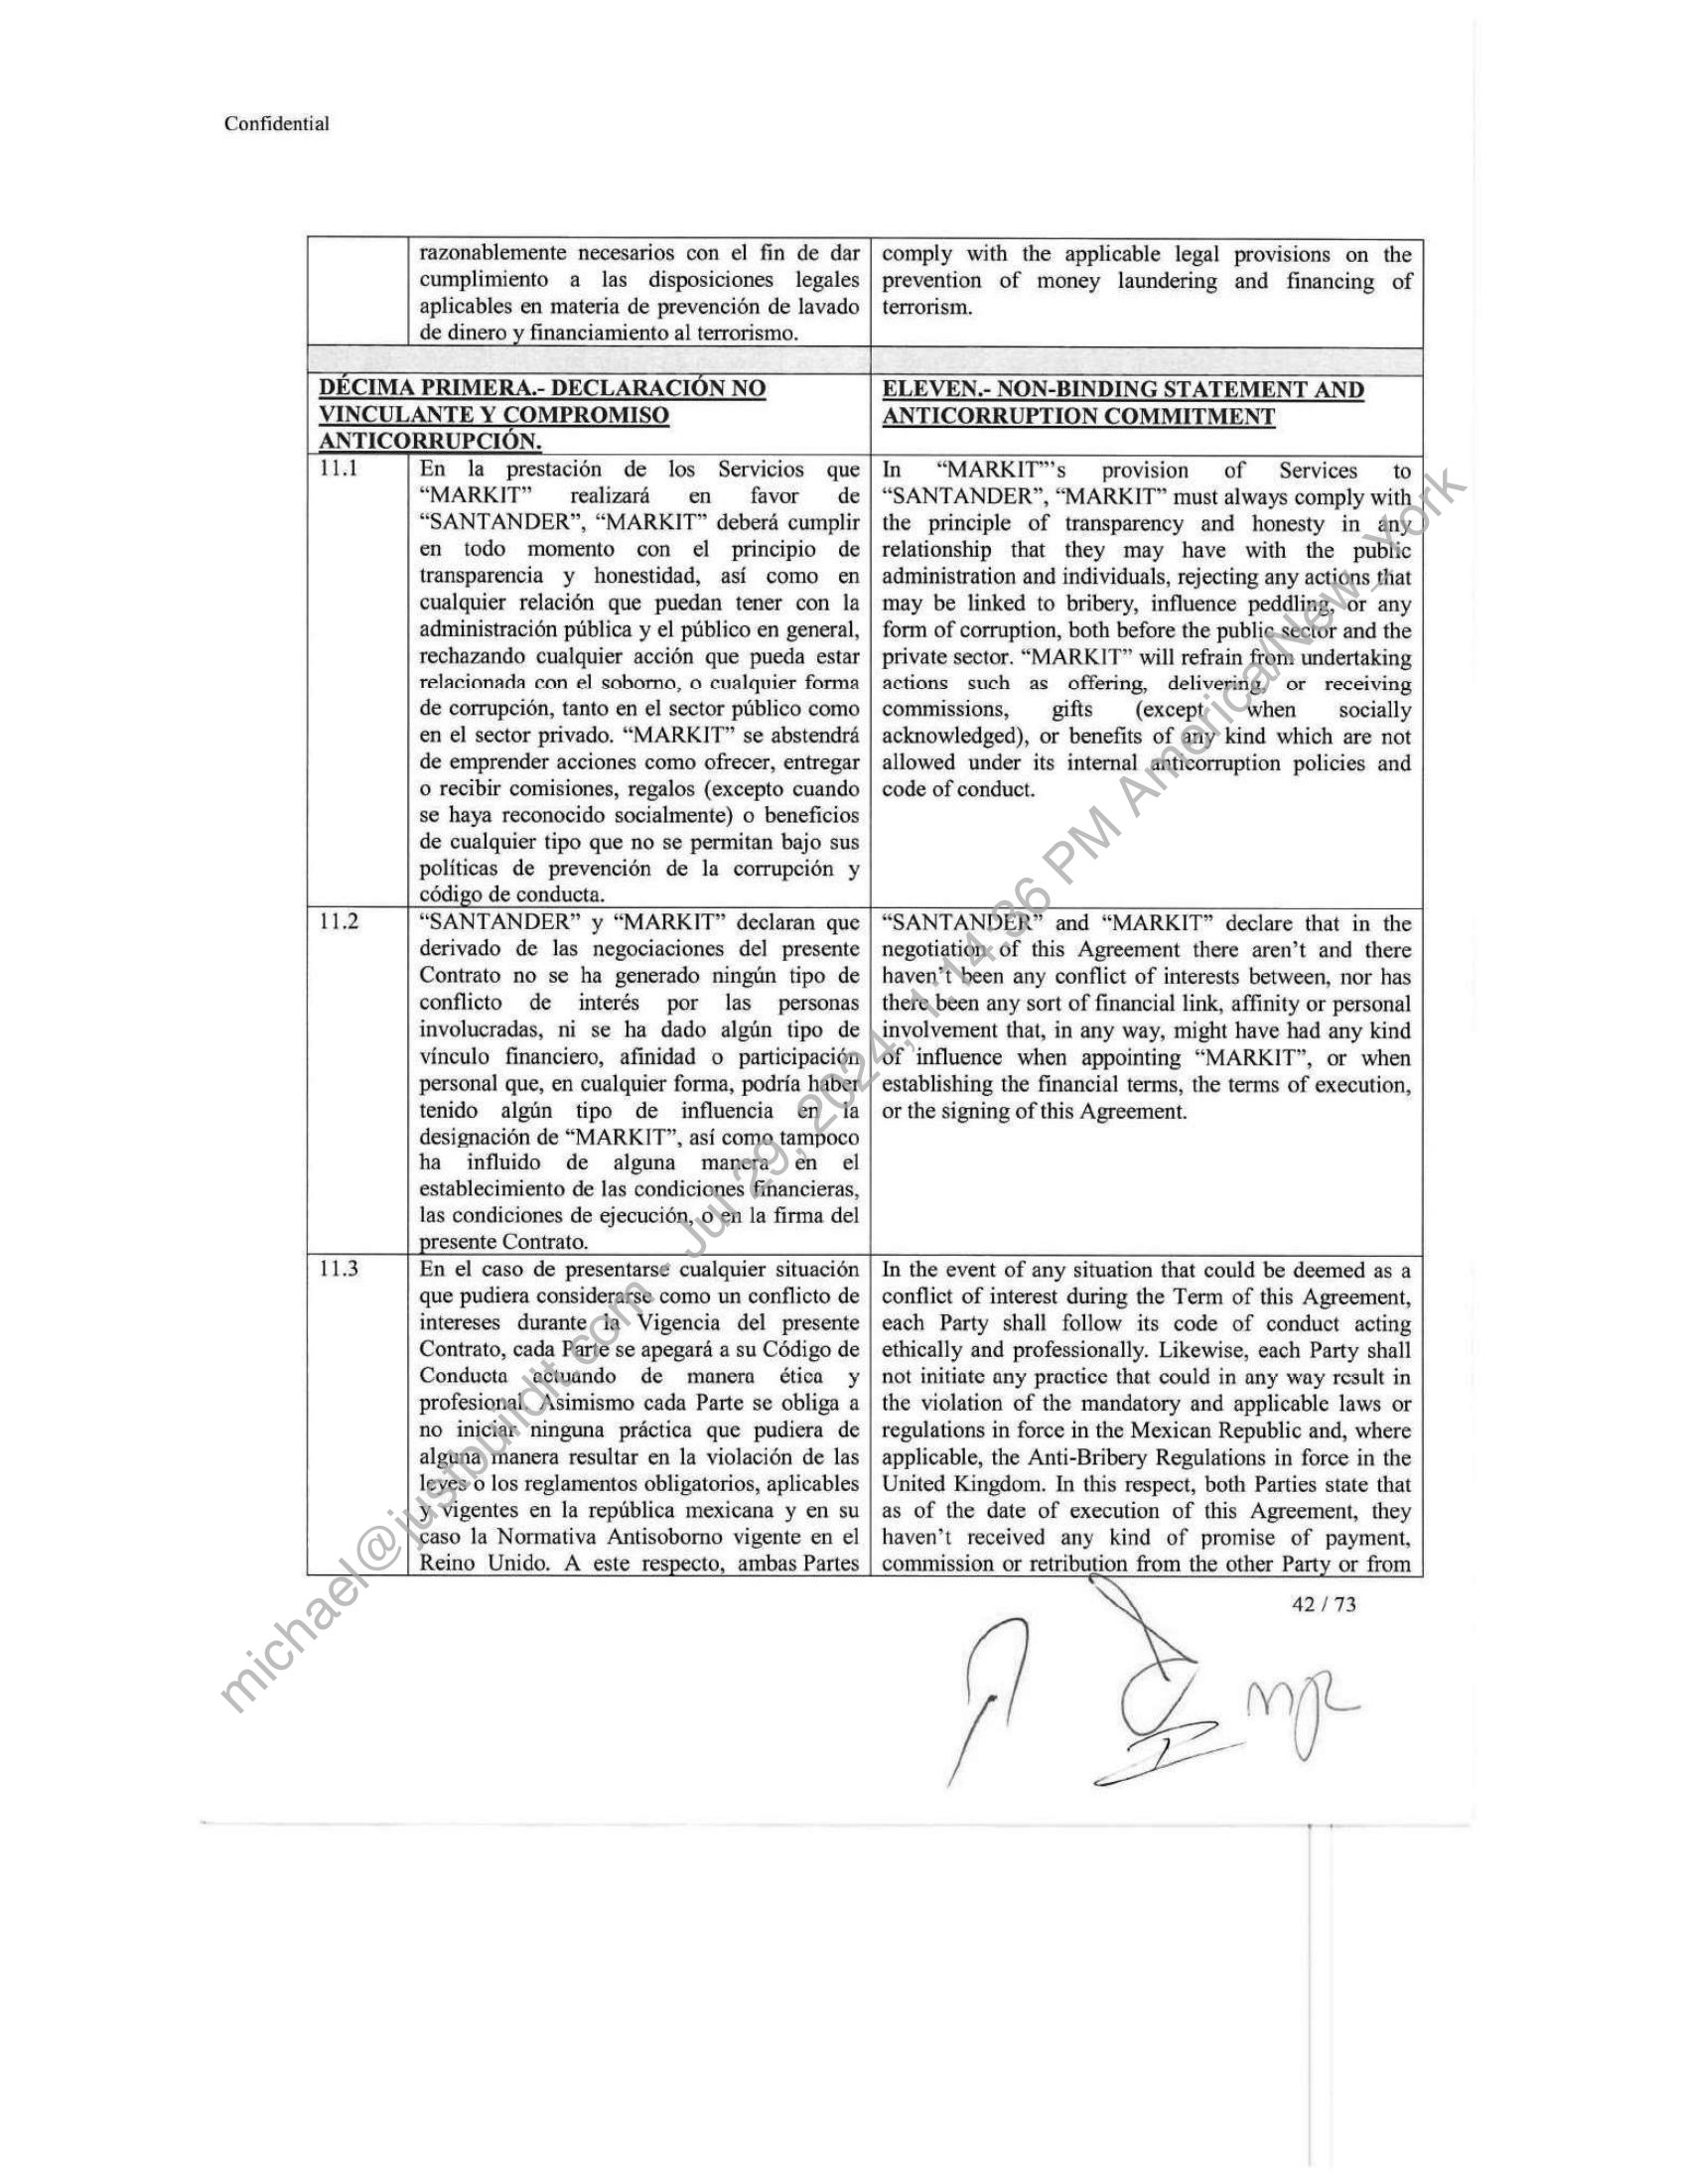 Confidential
razonablemente necesarios con el fin de dar
cumplimiento a las disposiciones legales
aplicables en materia de prevención de lavado
de dinero y financiamiento al terrorismo.
comply with the applicable legal provisions on the
prevention of money laundering and financing of
terrorism.
DÉCIMA PRIMERA.- DECLARACIÓN NO
VINCULANTE Y COMPROMISO
ANTICORRUPCIÓN.
ELEVEN.- NON-BINDING STATEMENT AND
ANTICORRUPTION COMMITMENT
11.1
En la prestación de los Servicios que
“MARKIT” realizará en favor de
“SANTANDER”, “MARKIT” deberá cumplir
en todo momento con el principio de
transparencia y honestidad, así como en
cualquier relación que puedan tener con la
administración pública y el público en general,
rechazando cualquier acción que pueda estar
relacionada con el soborno, o cualquier forma
de corrupción, tanto en el sector público como
en el sector privado. “MARKIT” se abstendrá
de emprender acciones como ofrecer, entregar
o recibir comisiones, regalos (excepto cuando
se haya reconocido socialmente) o beneficios
de cualquier tipo que no se permitan bajo sus
políticas de prevención de la corrupción y
código de conducta.
In “MARKIT”’s provision of Services to
“SANTANDER”, “MARKIT” must always comply with
the principle of transparency and honesty in any
relationship that they may have with the public
administration and individuals, rejecting any actions that
may be linked to bribery, influence peddling, or any
form of corruption, both before the public sector and the
private sector. “MARKIT” will refrain from undertaking
actions such as offering, delivering, or receiving
commissions, gifts (except when socially
acknowledged), or benefits of any kind which are not
allowed under its internal anticorruption policies and
code of conduct.
11.2
“SANTANDER” y “MARKIT” declaran que
derivado de las negociaciones del presente
Contrato no se ha generado ningún tipo de
conflicto de interés por las personas
involucradas, ni se ha dado algún tipo de
vínculo financiero, afinidad o participación
personal que, en cualquier forma, podría haber
tenido algún tipo de influencia en la
designación de “MARKIT”, así como tampoco
ha influido de alguna manera en el
establecimiento de las condiciones financieras,
las condiciones de ejecución, o en la firma del
presente Contrato.
“SANTANDER” and “MARKIT” declare that in the
negotiation of this Agreement there aren’t and there
haven’t been any conflict of interests between, nor has
there been any sort of financial link, affinity or personal
involvement that, in any way, might have had any kind
of influence when appointing “MARKIT”, or when
establishing the financial terms, the terms of execution,
or the signing of this Agreement.
11.3
En el caso de presentarse cualquier situación
que pudiera considerarse como un conflicto de
intereses durante la Vigencia del presente
Contrato, cada Parte se apegará a su Código de
Conducta actuando de manera ética y
profesional. Asimismo cada Parte se obliga a
no iniciar ninguna práctica que pudiera de
alguna manera resultar en la violación de las
leyes o los reglamentos obligatorios, aplicables
y vigentes en la república mexicana y en su
caso la Normativa Antisoborno vigente en el
Reino Unido. A este respecto, ambas Partes
In the event of any situation that could be deemed as a
conflict of interest during the Term of this Agreement,
each Party shall follow its code of conduct acting
ethically and professionally. Likewise, each Party shall
not initiate any practice that could in any way result in
the violation of the mandatory and applicable laws or
regulations in force in the Mexican Republic and, where
applicable, the Anti-Bribery Regulations in force in the
United Kingdom. In this respect, both Parties state that
as of the date of execution of this Agreement, they
haven’t received any kind of promise of payment,
commission or retribution from the other Party or from
42 / 73
michael@justbuildit.com - Jul 29, 2024, 1:14:36 PM America/New_York